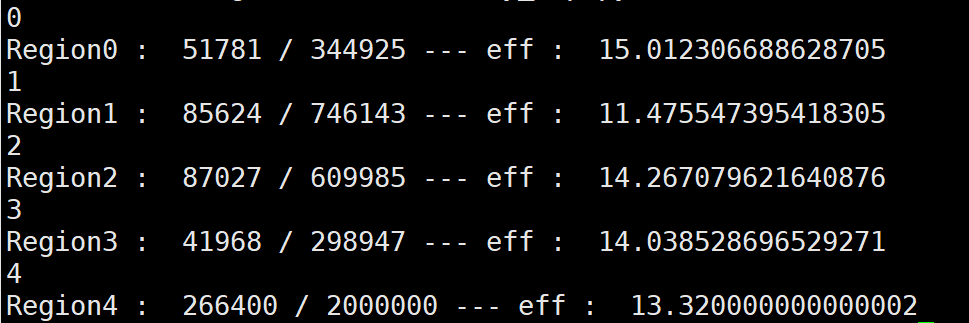 0
Region0 :  51781 / 344925 --- eff :  15.012306688628705
1
Region1 :  85624 / 746143 --- eff :  11.475547395418305
2
Region2 :  87027 / 609985 --- eff :  14.267079621640876
3
Region3 :  41968 / 298947 --- eff :  14.038528696529271
4
Region4 :  266400 / 2000000 --- eff :  13.320000000000002